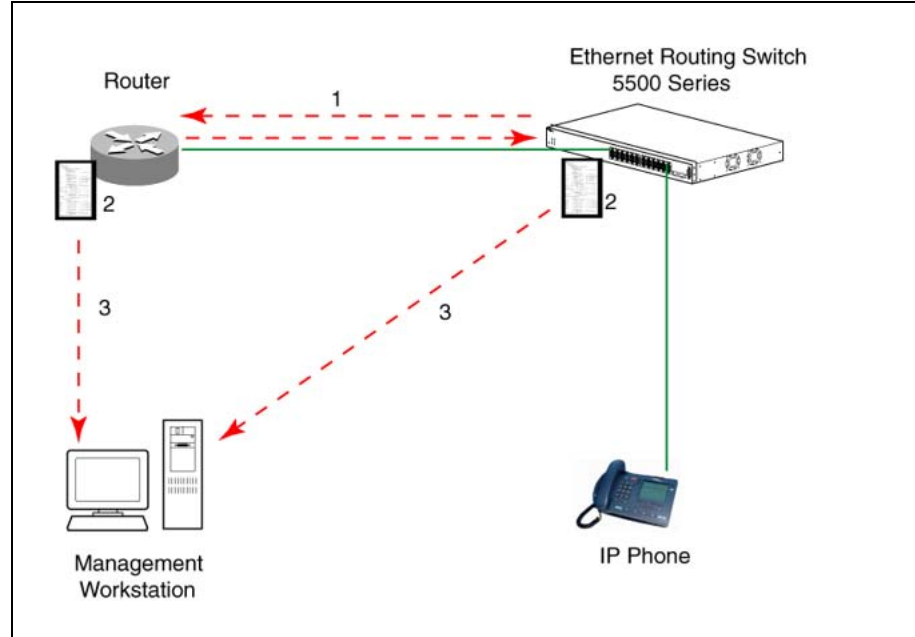 Ethernet Routing Switch
5500 Series
Router
1
2
2
3
3
Management
Workstation
IP Phone